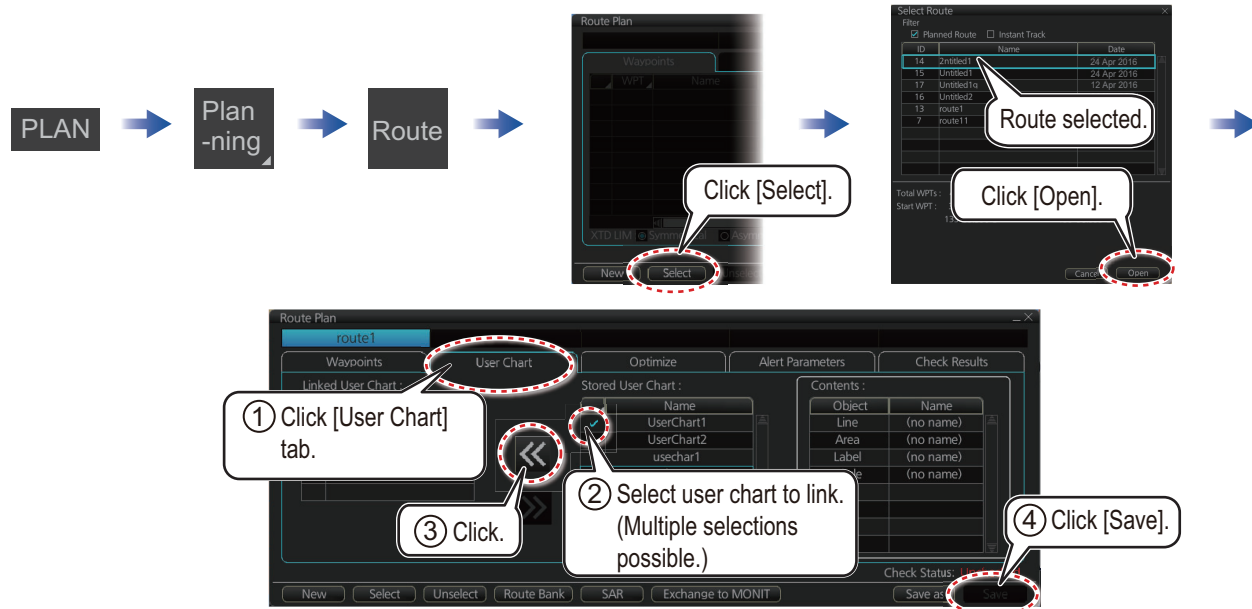 PLAN
Plan
-ning
Route
Route Plan
Waypoints
WPT Name
XTD LIM Symm
New Select
Click [Select].
Select Route
Filter
Planned Route Instant Track
ID Name Date
14 2ntitled1 24 Apr 2016
15 Untitled1 24 Apr 2016
17 Untitled1q 12 Apr 2016
16 Untitled2
13 route1
7 route11
Route selected.
Total WPTs :
Start WPT :
Click [Open].
Open
Route Plan
route1
Waypoints User Chart Optimize Alert Parameters Check Results
Linked User Chart : Stored User Chart : Contents :
Name Object Name
UserChart1 Line (no name)
UserChart2 Area (no name)
usechar1 Label (no name)
(no name)
① Click [User Chart]
tab.
② Select user chart to link.
(Multiple selections
possible.)
③ Click.
④ Click [Save].
Check Status:
New Select Unselect Route Bank SAR Exchange to MONIT Save as Save